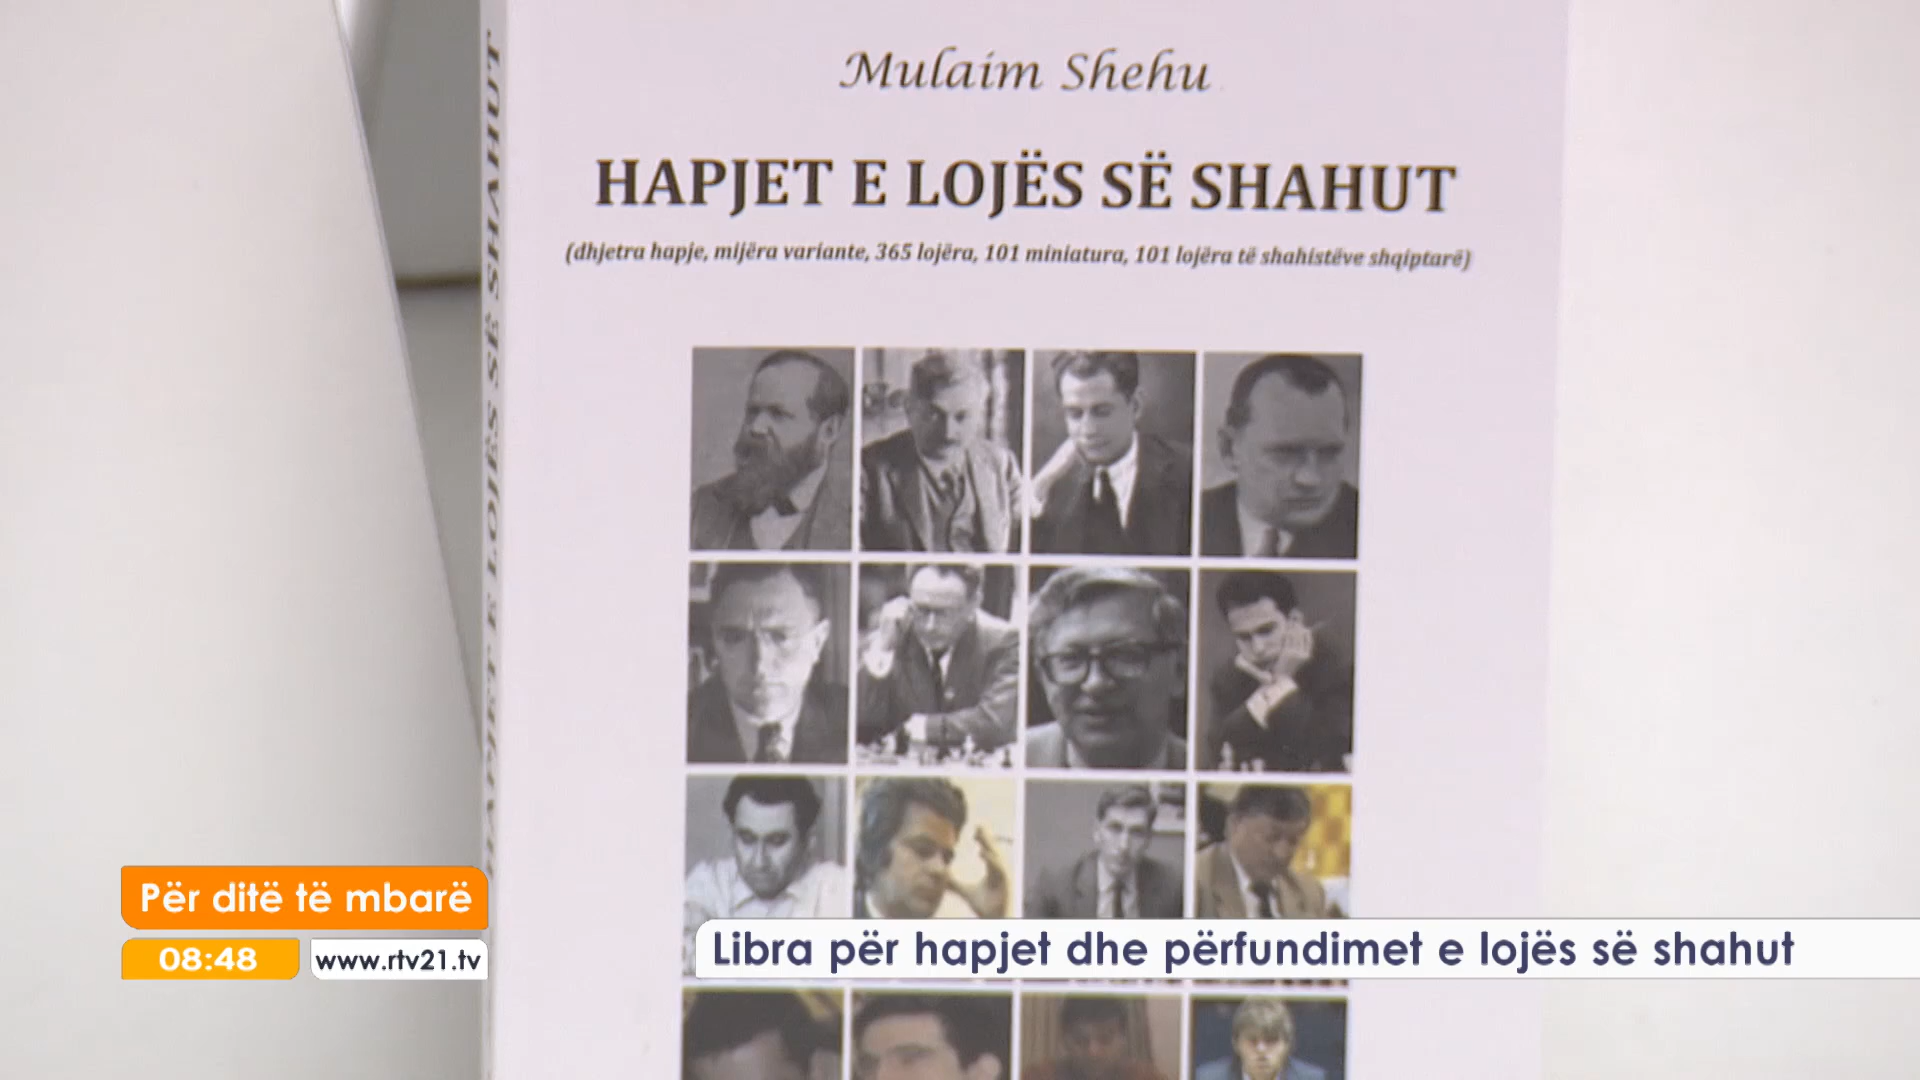 Mulaim Shehu
HAPJET E LOJËS SË SHAHUT
(dhjetra hapje, mijëra variante, 365 lojëra, 101 miniatura, 101 lojëra të shahistëve shqiptarë)
HAPJET E LOJËS SË SHAHUT
Për ditë të mbarë
08:48
www.rtv21.tv
Libra për hapjet dhe përfundimet e lojës së shahut